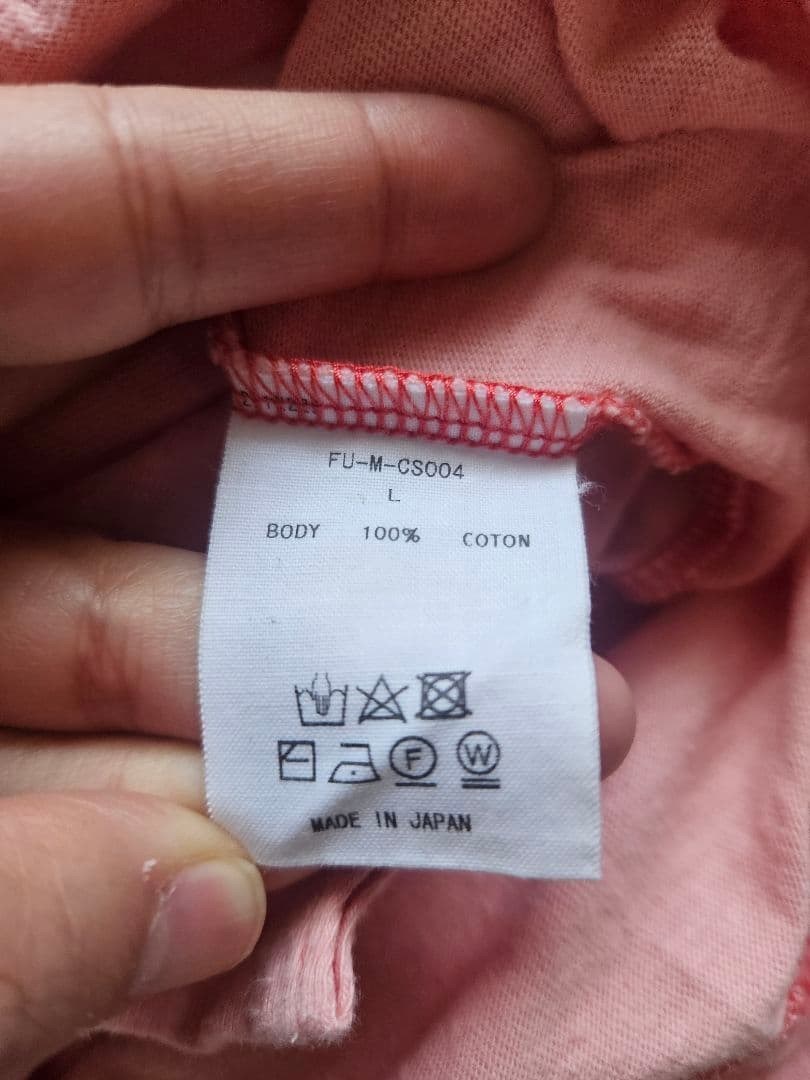 FU-M-CS004
L
BODY 100% COTON
F W
MADE IN JAPAN